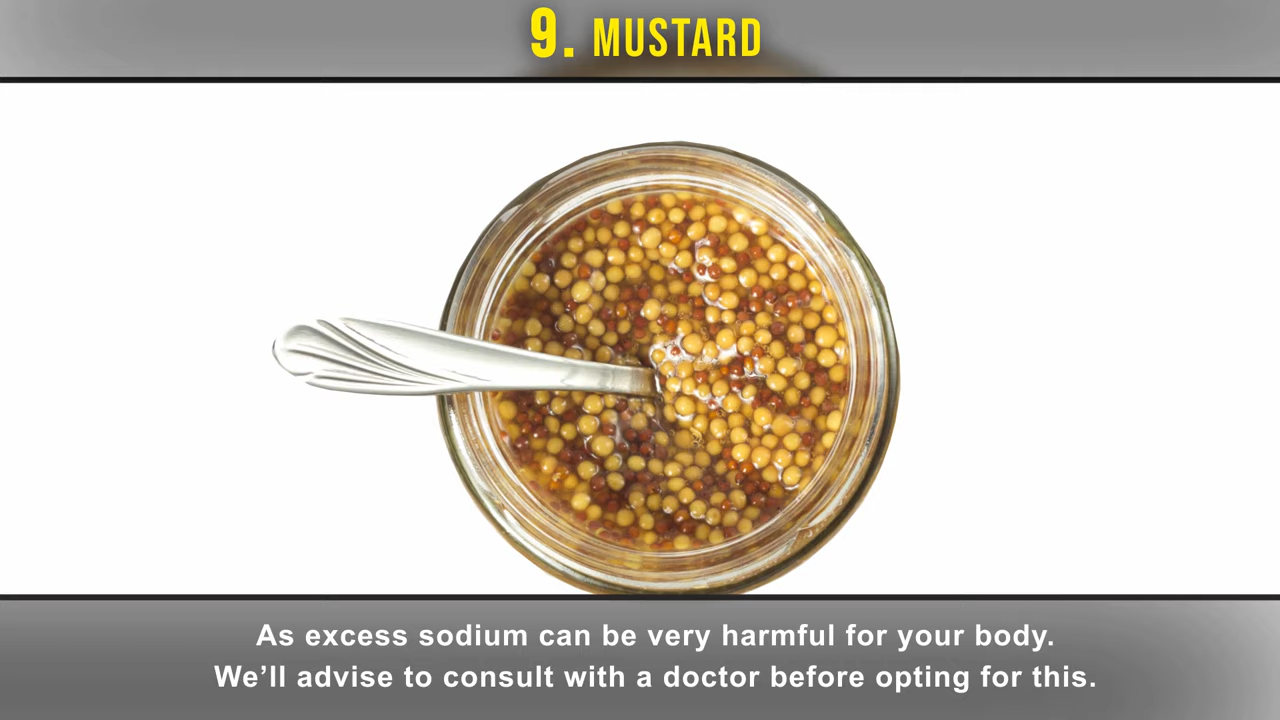 9. MUSTARD
As excess sodium can be very harmful for your body.
We’ll advise to consult with a doctor before opting for this.